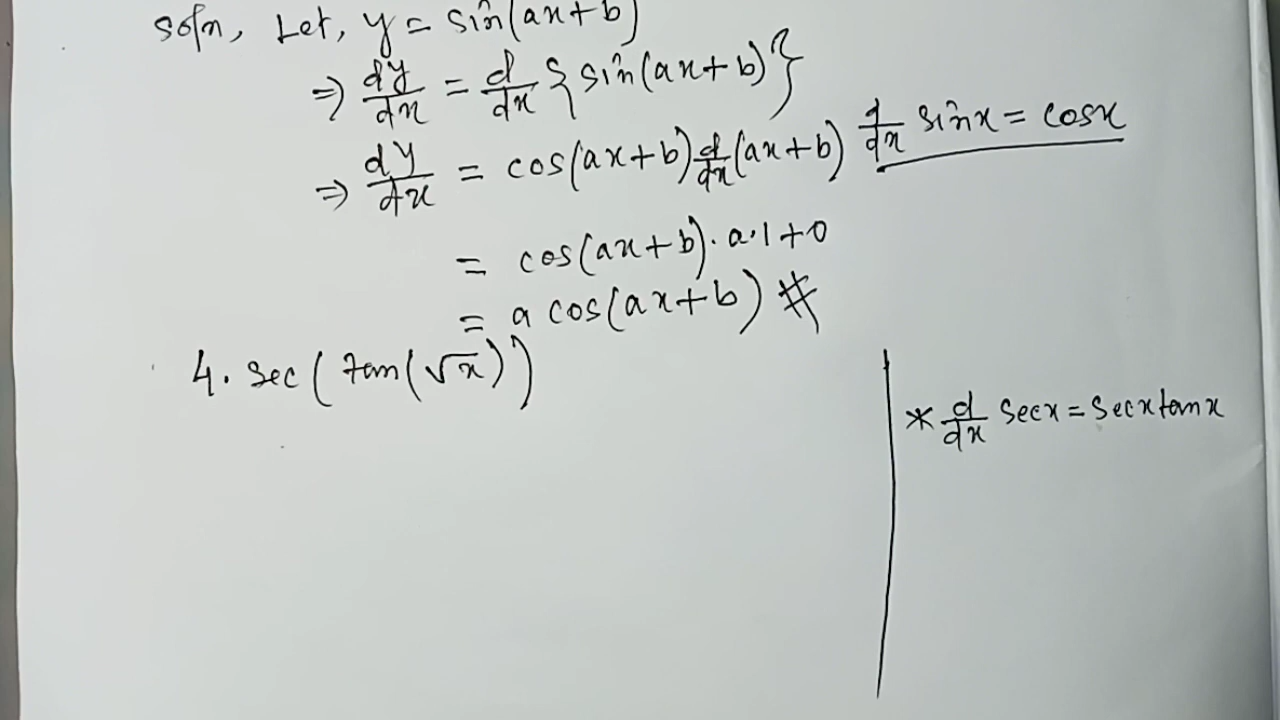 soln, Let, y = sin(ax+b)
⇒ dy/dx = d/dx {sin(ax+b)}
⇒ dy/dx = cos(ax+b) d/dx (ax+b) d/dx sinx = cosx
= cos(ax+b). a.1+0
= a cos(ax+b) #
4. sec(tan(√x))
* d/dx secx = secx tanx